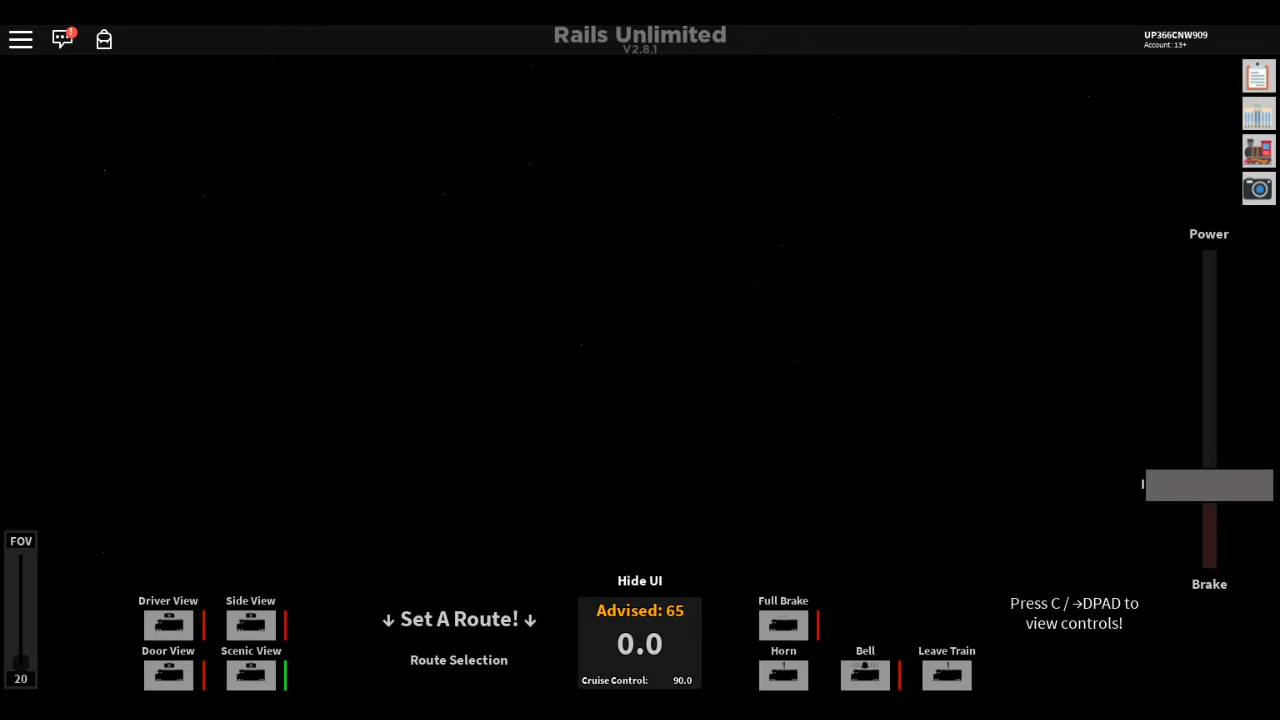 Rails Unlimited
V2.8.1
UP366CNW909
Account: 13+
Power
FOV
20
Driver View
Side View
Door View
Scenic View
↓ Set A Route! ↓
Route Selection
Hide UI
Advised: 65
0.0
Cruise Control: 90.0
Full Brake
Horn
Bell
Leave Train
Press C / →DPAD to
view controls!
Brake